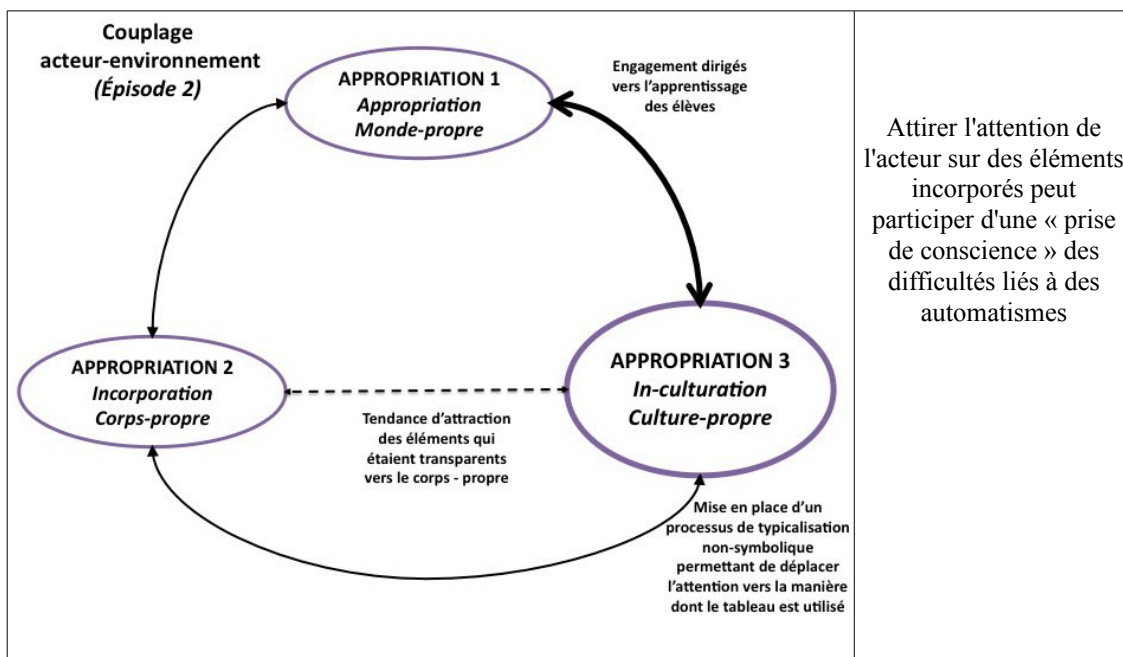 Couplage
acteur-environnement
(Épisode 2)
APPROPRIATION 1
Appropriation
Monde-propre
Engagement dirigés
vers l'apprentissage
des élèves
APPROPRIATION 2
Incorporation
Corps-propre
APPROPRIATION 3
In-culturation
Culture-propre
Tendance d'attraction
des éléments qui
étaient transparents
vers le corps - propre
Mise en place d'un
processus de typicalisation
non-symbolique
permettant de déplacer
l'attention vers la manière
dont le tableau est utilisé
Attirer l'attention de
l'acteur sur des éléments
incorporés peut
participer d'une « prise
de conscience » des
difficultés liés à des
automatismes